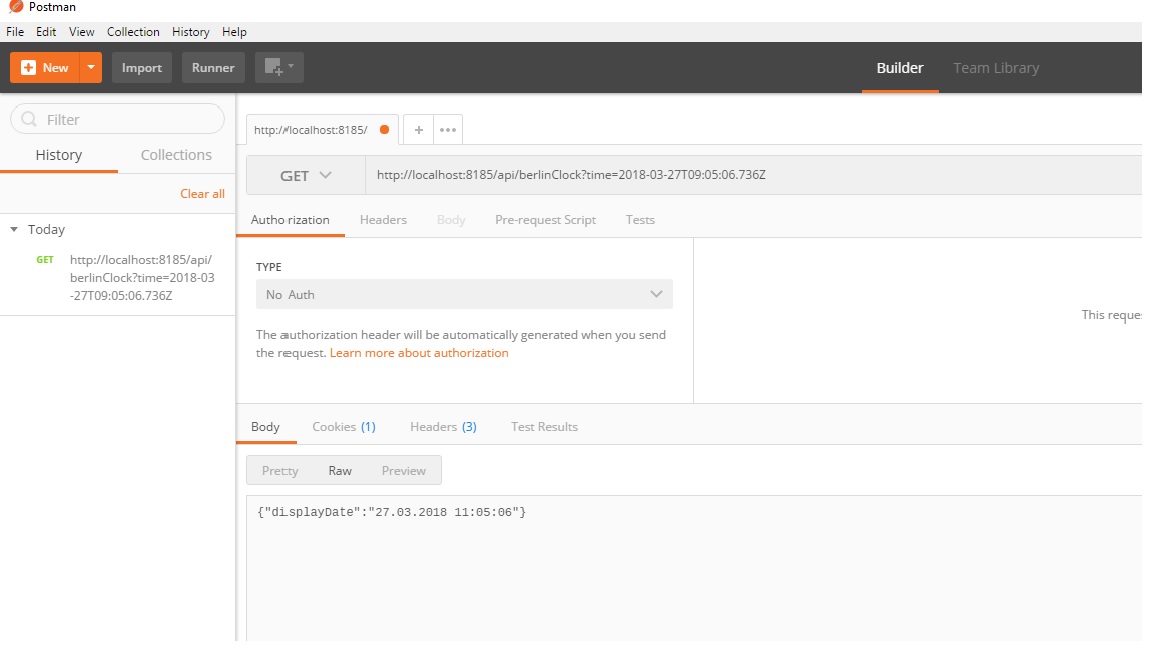 Postman
File Edit View Collection History Help
New Import Runner Builder Team Library
Filter
History Collections
Clear all
Today
GET http://localhost:8185/api/
berlinClock?time=2018-03
-27T09:05:06.736Z
http://localhost:8185/
GET http://localhost:8185/api/berlinClock?time=2018-03-27T09:05:06.736Z
Authorization Headers Body Pre-request Script Tests
TYPE
No Auth
The authorization header will be automatically generated when you send
the request. Learn more about authorization
This reques
Body Cookies (1) Headers (3) Test Results
Pretty Raw Preview
{"displayDate":"27.03.2018 11:05:06"}